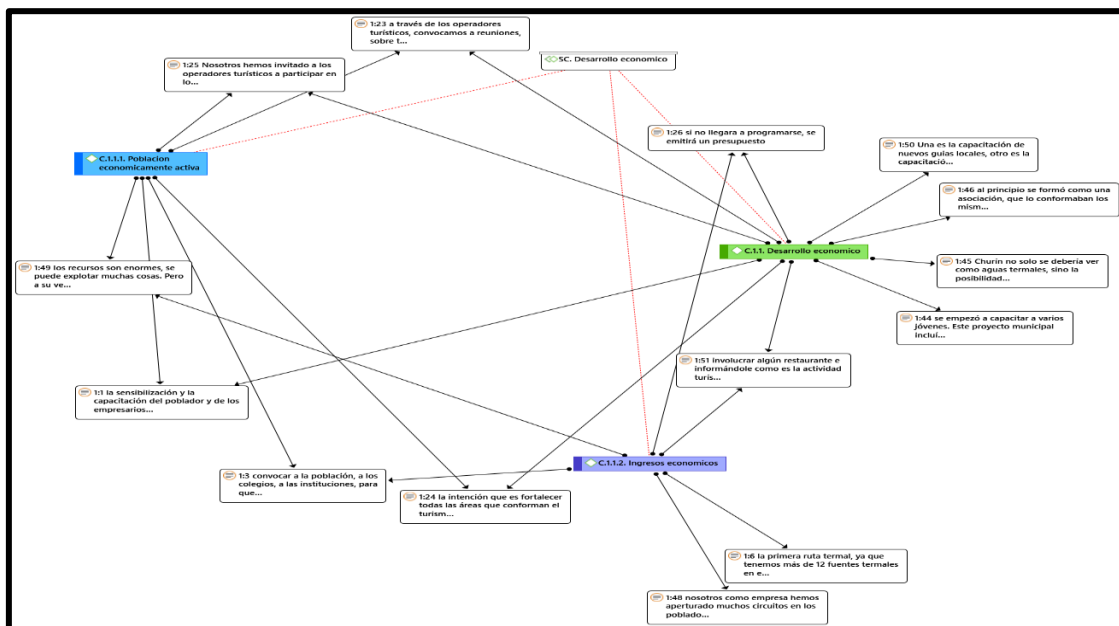 1:23 a través de los operadores
turísticos, convocamos a reuniones,
sobre t...
SC. Desarrollo economico
1:25 Nosotros hemos invitado a los
operadores turísticos a participar en
lo...
1:26 si no llegara a programarse, se
emitirá un presupuesto
1:50 Una es la capacitación de
nuevos guías locales, otro es la
capacitació...
C.1.1.1. Poblacion
economicamente activa
1:46 al principio se formó como una
asociación, que lo conformaban los
mism...
C.1.1. Desarrollo economico
1:45 Churín no solo se debería ver
como aguas termales, sino la
posibilidad...
1:49 los recursos son enormes, se
puede explotar muchas cosas. Pero
a su ve...
1:44 se empezó a capacitar a varios
jóvenes. Este proyecto municipal
incluí...
1:51 involucrar algún restaurante e
informándole como es la actividad
turis...
1:1 la sensibilización y la
capacitación del poblador y de los
empresarios...
C.1.1.2. Ingresos economicos
1:3 convocar a la población, a los
colegios, a las instituciones, para
que...
1:24 la intención que es fortalecer
todas las áreas que conforman el
turism...
1:6 la primera ruta termal, ya que
tenemos más de 12 fuentes termales
en e...
1:48 nosotros como empresa hemos
aperturado muchos circuitos en los
poblado...